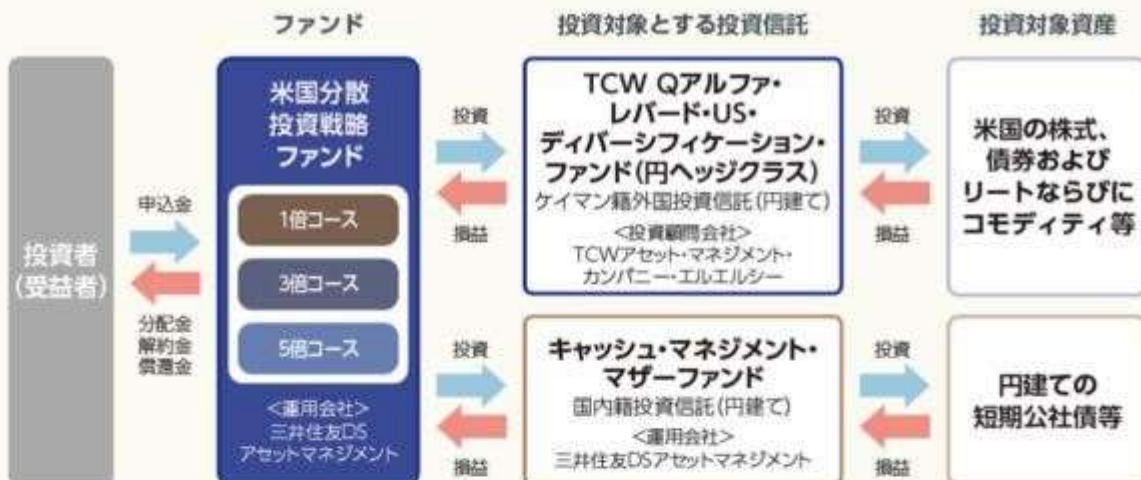 ファンド
投資対象とする投資信託
投資対象資産
投資者
(受益者)
申込金
分配金
解約金
償還金
米国分散
投資戦略
ファンド
1倍コース
3倍コース
5倍コース
<運用会社>
三井住友DS
アセットマネジメント
投資
損益
TCW Qアルファ・
レバード・US・
ディバーシフィケーション・
ファンド(円ヘッジクラス)
ケイマン籍外国投資信託(円建て)
<投資顧問会社>
TCWアセット・マネジメント・
カンパニー・エルエルシー
投資
損益
米国の株式、
債券および
リートならびに
コモディティ等
投資
損益
キャッシュ・マネジメント・
マザーファンド
国内籍投資信託(円建て)
<運用会社>
三井住友DSアセットマネジメント
投資
損益
円建ての
短期公社債等